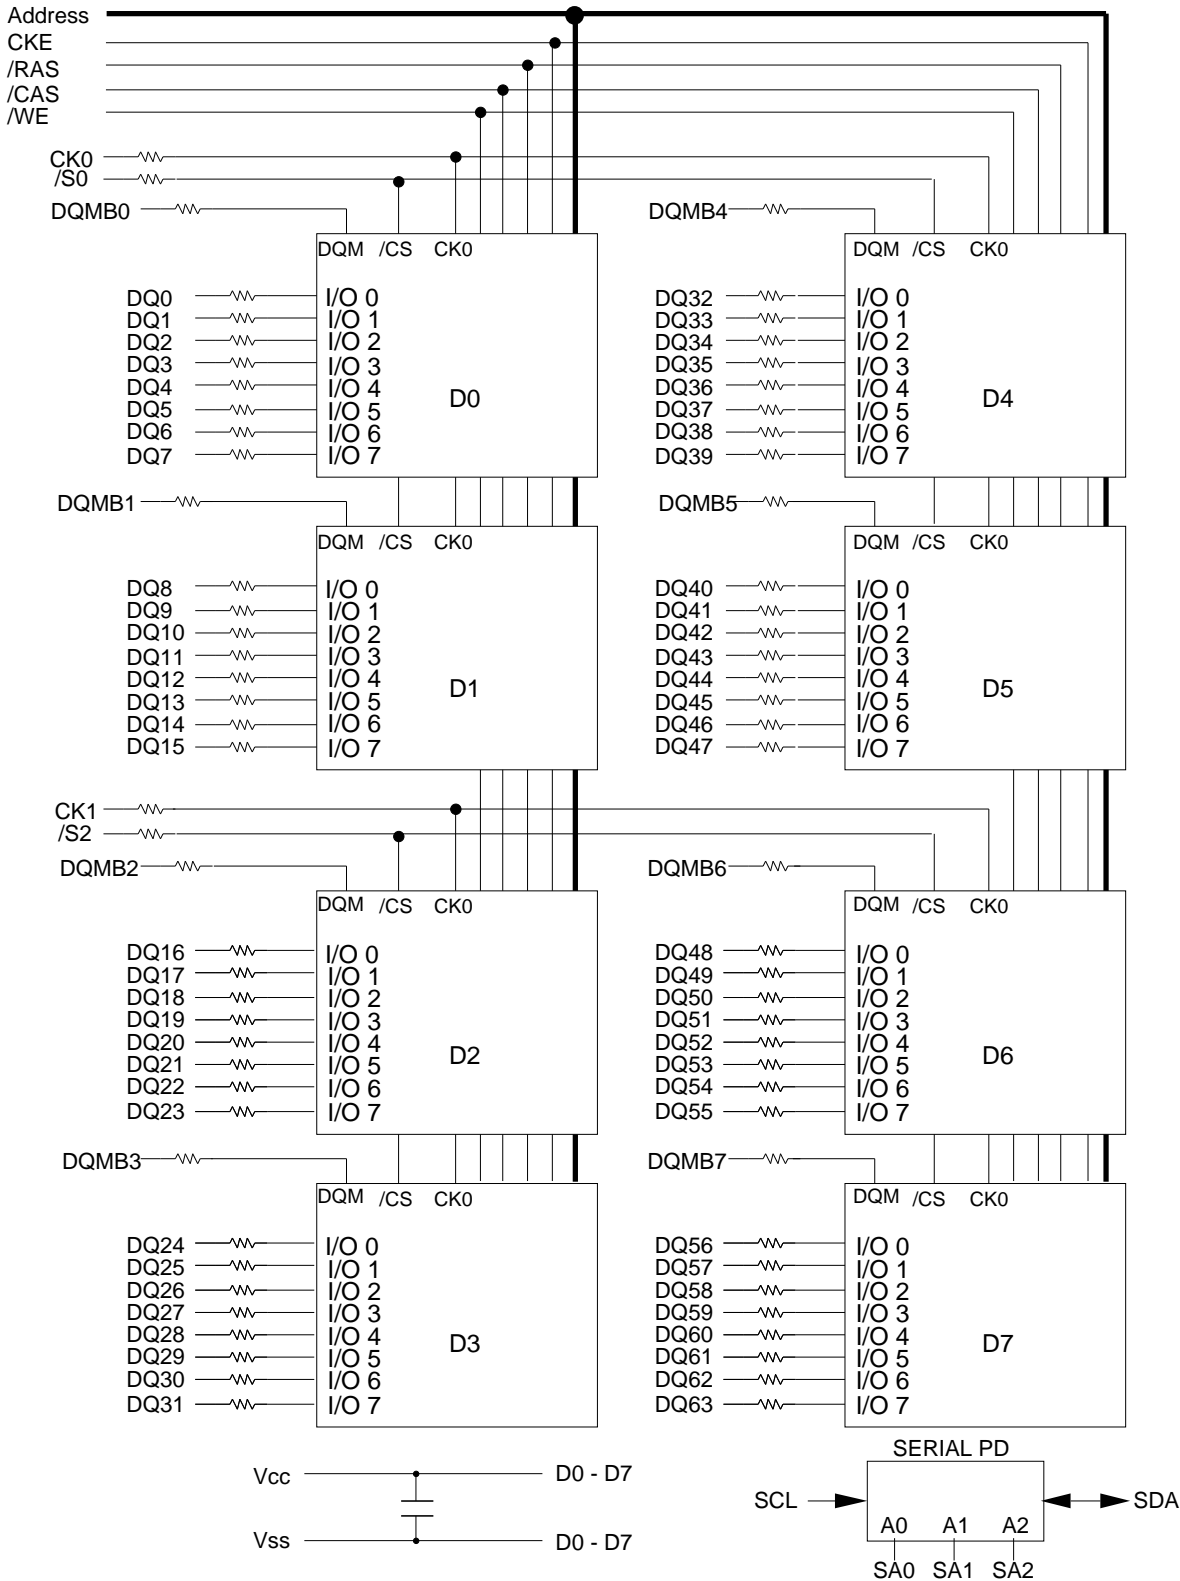 Address
CKE
/RAS
/CAS
/WE
CK0
/S0
DQMB0
DQMB4
DQM /CS CK0
DQM /CS CK0
DQ0 I/O 0
DQ1 I/O 1
DQ2 I/O 2
DQ3 I/O 3
DQ4 I/O 4
DQ5 I/O 5
DQ6 I/O 6
DQ7 I/O 7
D0
DQ32 I/O 0
DQ33 I/O 1
DQ34 I/O 2
DQ35 I/O 3
DQ36 I/O 4
DQ37 I/O 5
DQ38 I/O 6
DQ39 I/O 7
D4
DQMB1
DQMB5
DQM /CS CK0
DQM /CS CK0
DQ8 I/O 0
DQ9 I/O 1
DQ10 I/O 2
DQ11 I/O 3
DQ12 I/O 4
DQ13 I/O 5
DQ14 I/O 6
DQ15 I/O 7
D1
DQ40 I/O 0
DQ41 I/O 1
DQ42 I/O 2
DQ43 I/O 3
DQ44 I/O 4
DQ45 I/O 5
DQ46 I/O 6
DQ47 I/O 7
D5
CK1
/S2
DQMB2
DQMB6
DQM /CS CK0
DQM /CS CK0
DQ16 I/O 0
DQ17 I/O 1
DQ18 I/O 2
DQ19 I/O 3
DQ20 I/O 4
DQ21 I/O 5
DQ22 I/O 6
DQ23 I/O 7
D2
DQ48 I/O 0
DQ49 I/O 1
DQ50 I/O 2
DQ51 I/O 3
DQ52 I/O 4
DQ53 I/O 5
DQ54 I/O 6
DQ55 I/O 7
D6
DQMB3
DQMB7
DQM /CS CK0
DQM /CS CK0
DQ24 I/O 0
DQ25 I/O 1
DQ26 I/O 2
DQ27 I/O 3
DQ28 I/O 4
DQ29 I/O 5
DQ30 I/O 6
DQ31 I/O 7
D3
DQ56 I/O 0
DQ57 I/O 1
DQ58 I/O 2
DQ59 I/O 3
DQ60 I/O 4
DQ61 I/O 5
DQ62 I/O 6
DQ63 I/O 7
D7
Vcc D0 - D7
Vss D0 - D7
SERIAL PD
SCL SDA
A0 A1 A2
SA0 SA1 SA2